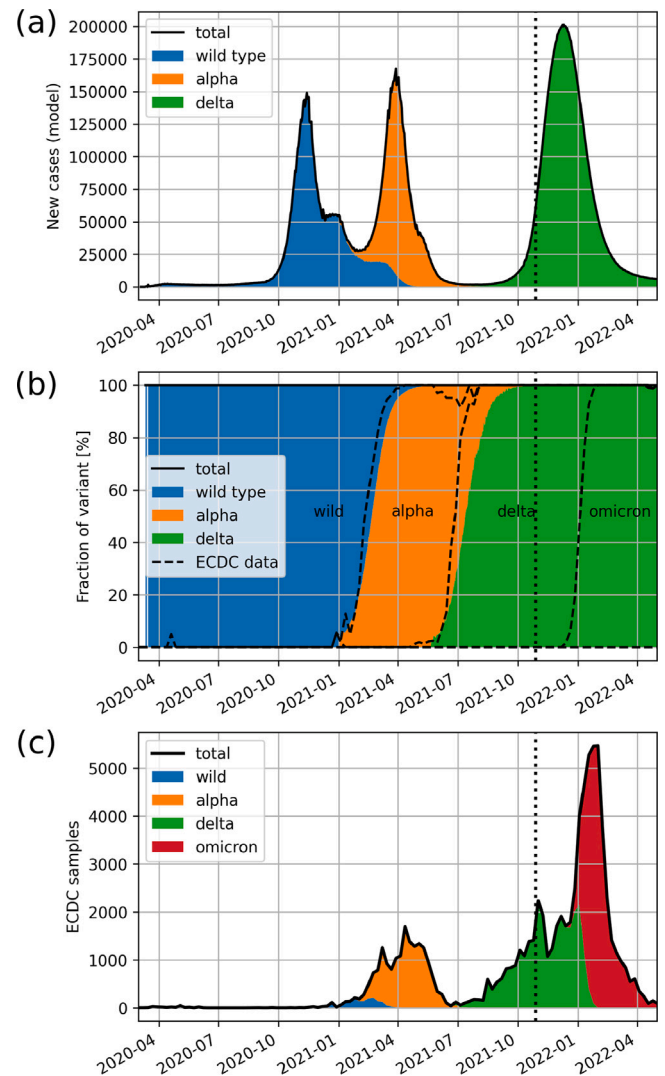 (a)
total
wild type
alpha
delta
New cases (model)
200000
175000
150000
125000
100000
75000
50000
25000
0
2020-04
2020-07
2020-10
2021-01
2021-04
2021-07
2021-10
2022-01
2022-04
(b)
total
wild type
alpha
delta
ECDC data
wild
alpha
delta
omicron
Fraction of variant [%]
100
80
60
40
20
0
2020-04
2020-07
2020-10
2021-01
2021-04
2021-07
2021-10
2022-01
2022-04
(c)
total
wild
alpha
delta
omicron
ECDC samples
5000
4000
3000
2000
1000
0
2020-04
2020-07
2020-10
2021-01
2021-04
2021-07
2021-10
2022-01
2022-04